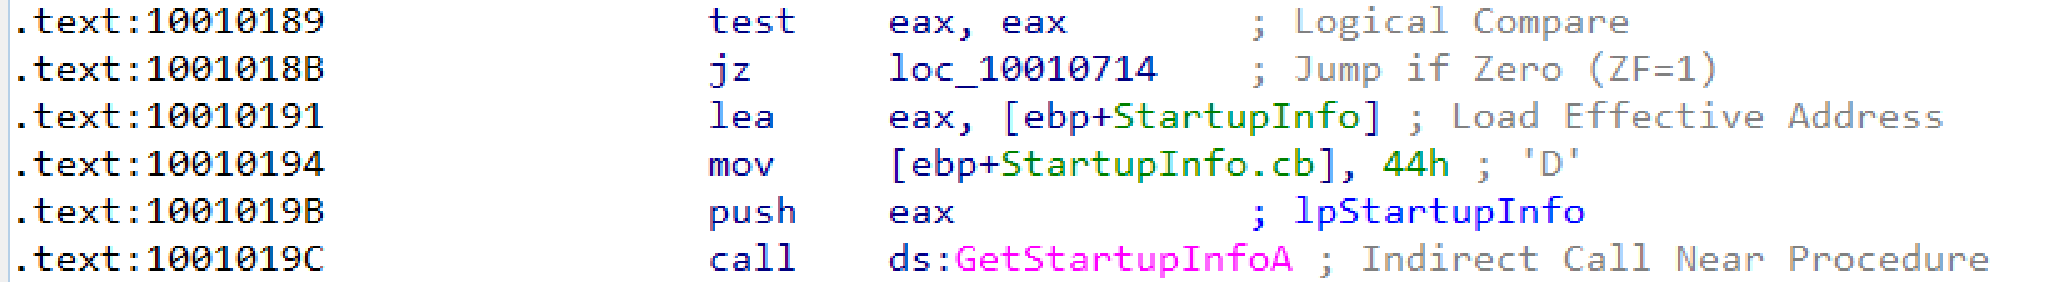 .text:10010189 test eax, eax ; Logical Compare
.text:1001018B jz loc_10010714 ; Jump if Zero (ZF=1)
.text:10010191 lea eax, [ebp+StartupInfo] ; Load Effective Address
.text:10010194 mov [ebp+StartupInfo.cb], 44h ; 'D'
.text:1001019B push eax ; lpStartupInfo
.text:1001019C call ds:GetStartupInfoA ; Indirect Call Near Procedure